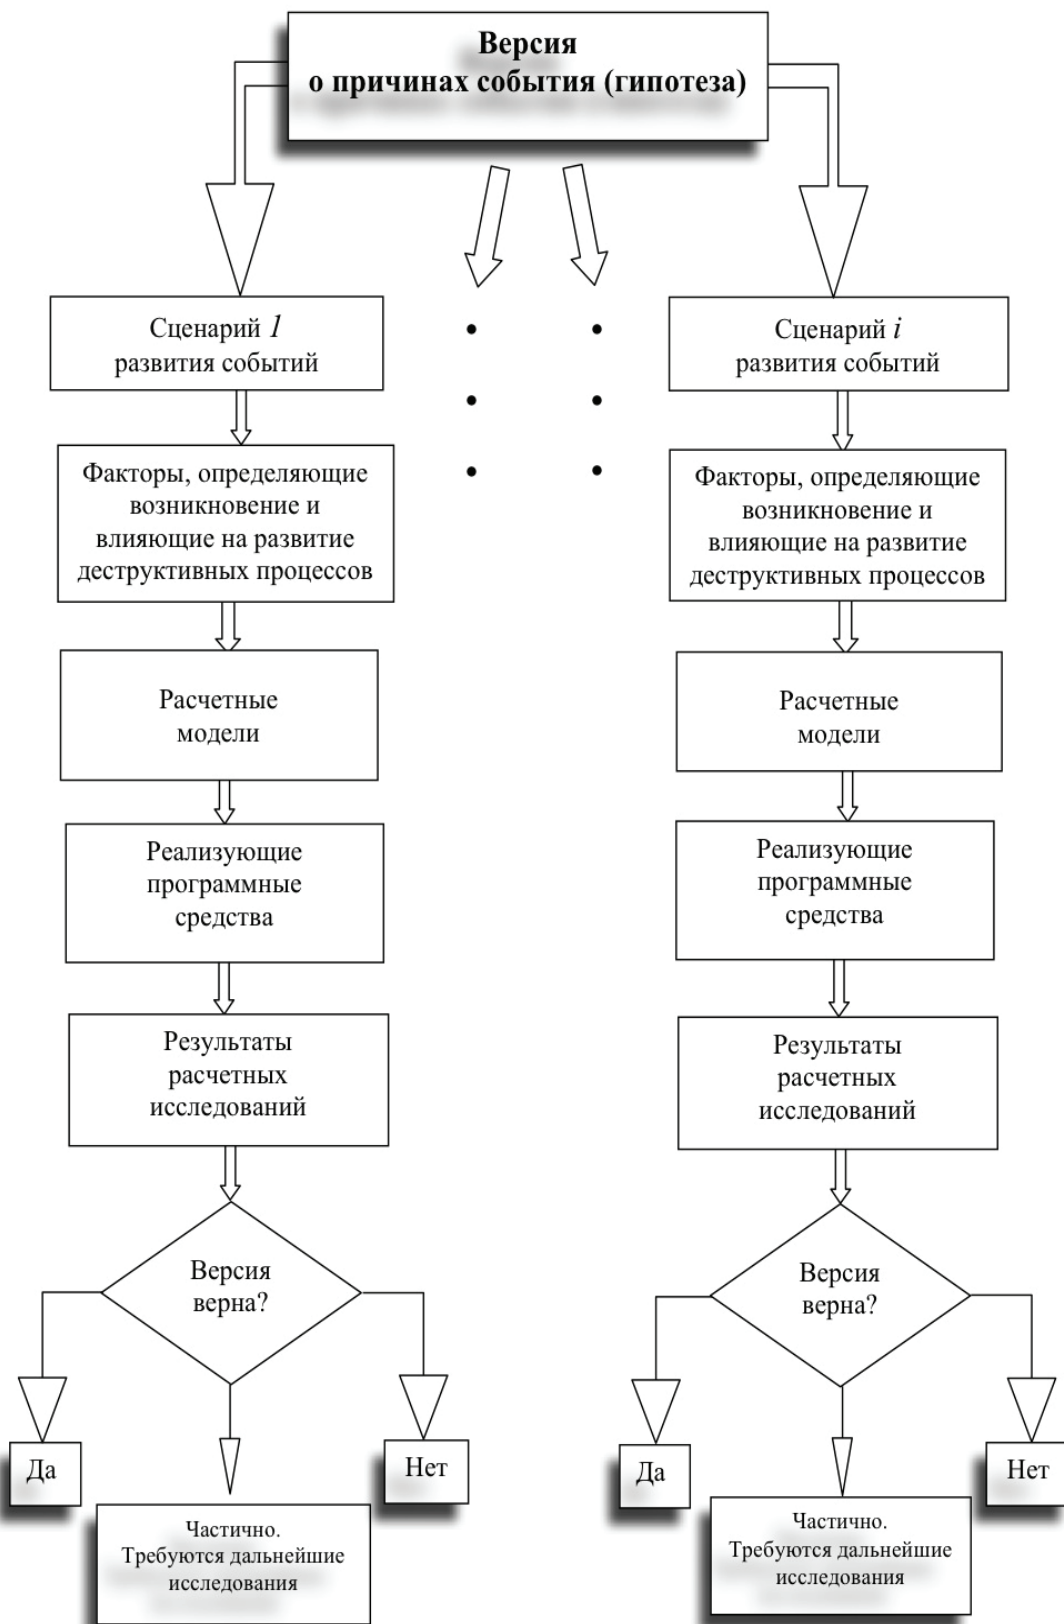 Версия
о причинах события (гипотеза)
Сценарий 1
развития событий
Факторы, определяющие
возникновение и
влияющие на развитие
деструктивных процессов
Расчетные
модели
Реализующие
программные
средства
Результаты
расчетных
исследований
Версия
верна?
Да
Нет
Частично.
Требуются дальнейшие
исследования
Сценарий i
развития событий
Факторы, определяющие
возникновение и
влияющие на развитие
деструктивных процессов
Расчетные
модели
Реализующие
программные
средства
Результаты
расчетных
исследований
Версия
верна?
Да
Нет
Частично.
Требуются дальнейшие
исследования